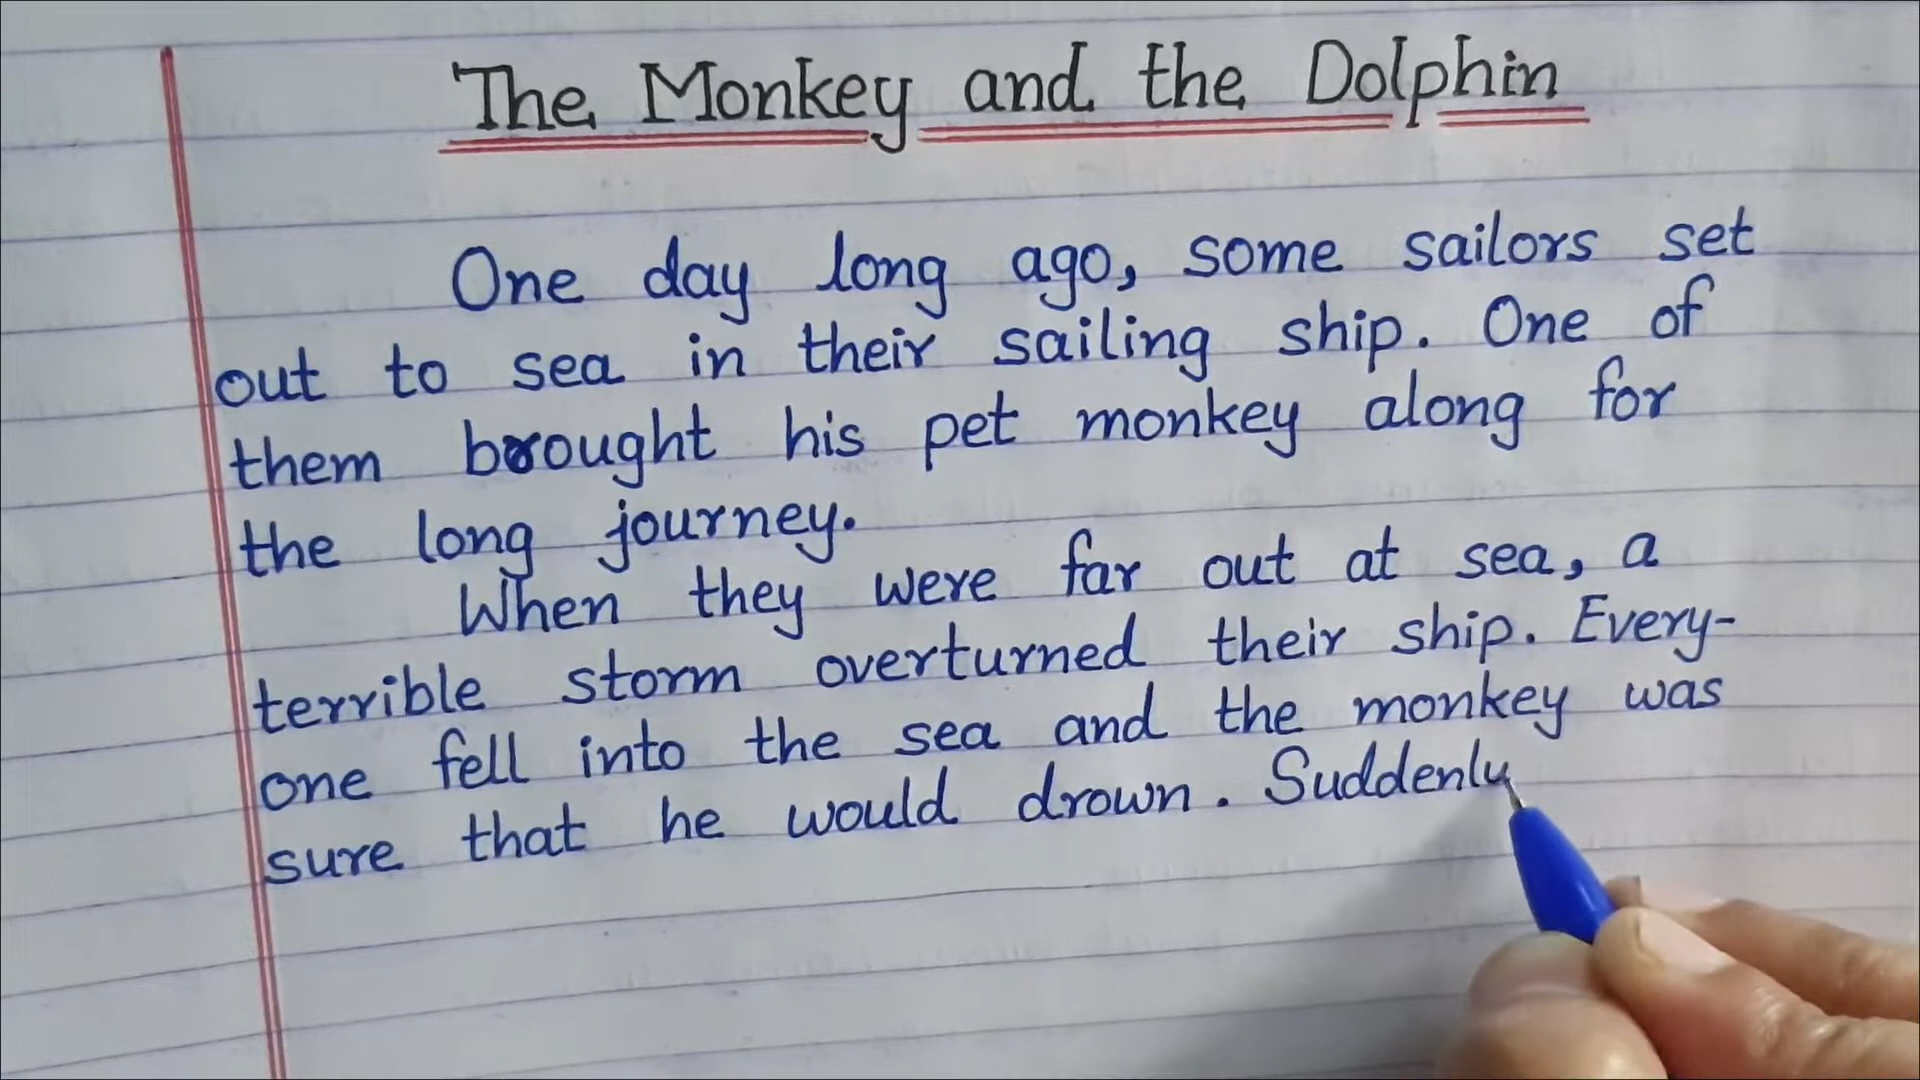 The Monkey and the Dolphin
One day long ago, some sailors set
out to sea in their sailing ship. One of
them brought his pet monkey along for
the long journey.
When they were far out at sea, a
terrible storm overturned their ship. Every-
one fell into the sea and the monkey was
sure that he would drown. Suddenly